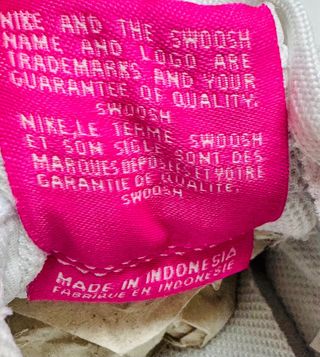 NIKE AND THE SWOOSH
NAME AND LOGO ARE
TRADEMARKS AND YOUR
GUARANTEE OF QUALITY.
SWOOSH
NIKE,LE TERME SWOOSH
ET SON SIGLE SONT DES
MARQUES DEPOSEES ET VOTRE
GARANTIE DE QUALITE,
SWOOSH
MADE IN INDONESIA
FABRIQUE EN INDONESIE